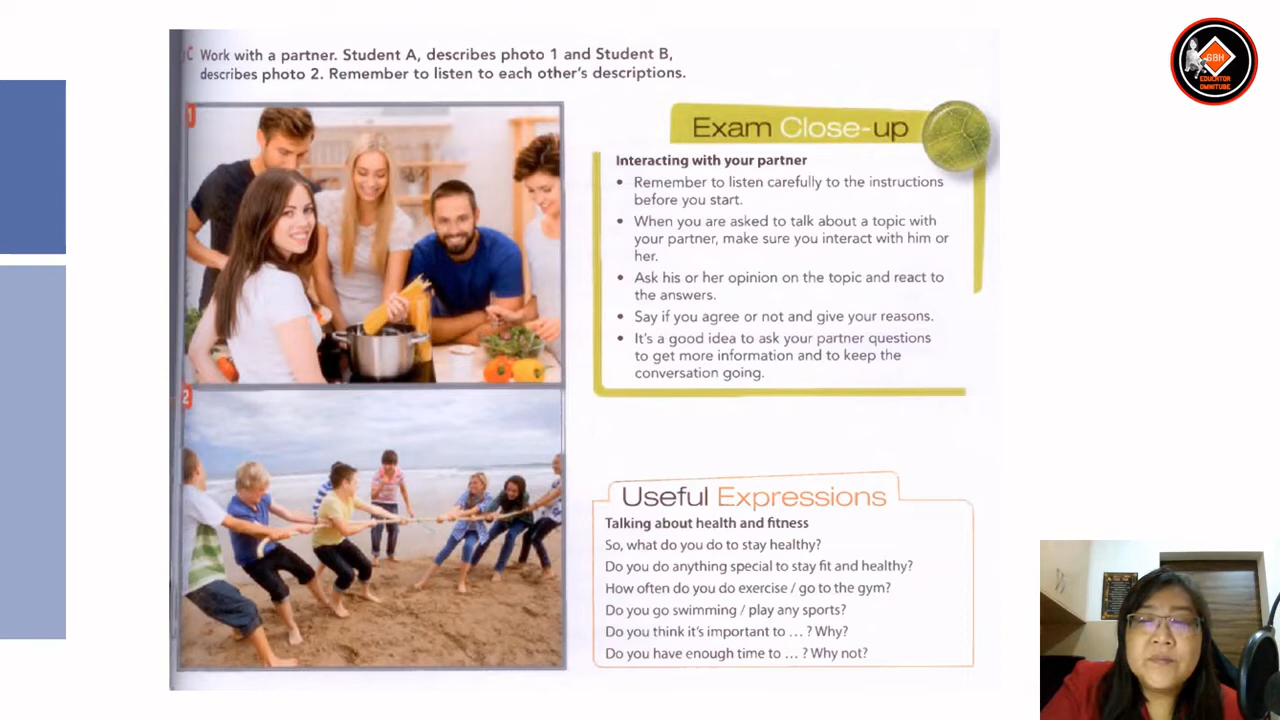 C Work with a partner. Student A, describes photo 1 and Student B,
describes photo 2. Remember to listen to each other's descriptions.
1
2
Exam Close-up
Interacting with your partner
• Remember to listen carefully to the instructions
before you start.
• When you are asked to talk about a topic with
your partner, make sure you interact with him or
her.
• Ask his or her opinion on the topic and react to
the answers.
• Say if you agree or not and give your reasons.
• It's a good idea to ask your partner questions
to get more information and to keep the
conversation going.
Useful Expressions
Talking about health and fitness
So, what do you do to stay healthy?
Do you do anything special to stay fit and healthy?
How often do you do exercise / go to the gym?
Do you go swimming / play any sports?
Do you think it's important to ... ? Why?
Do you have enough time to ... ? Why not?
GBH
EDUCATOR
OMNITUBE